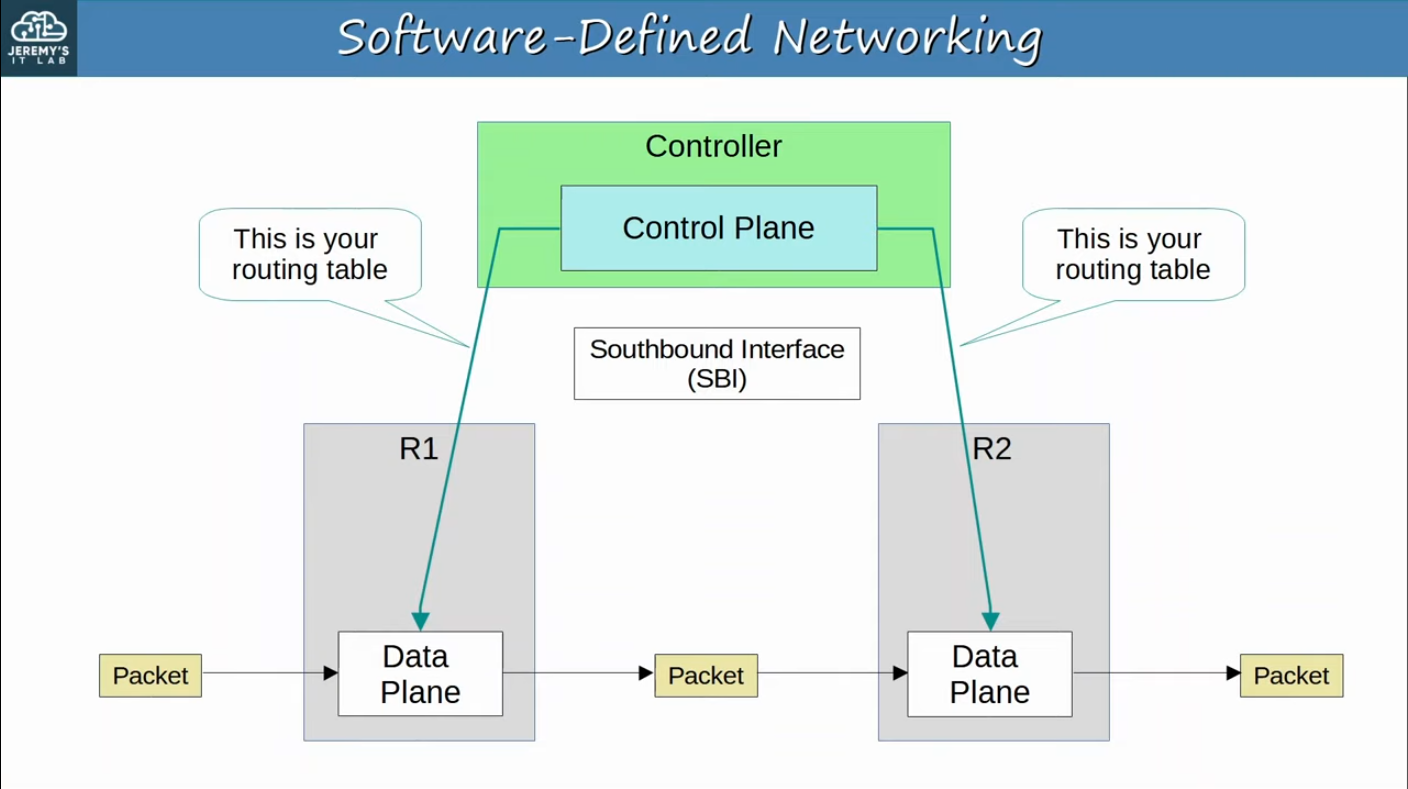 JEREMY'S
IT LAB
Software-Defined Networking
Controller
Control Plane
This is your
routing table
This is your
routing table
Southbound Interface
(SBI)
R1
R2
Packet
Data
Plane
Packet
Data
Plane
Packet